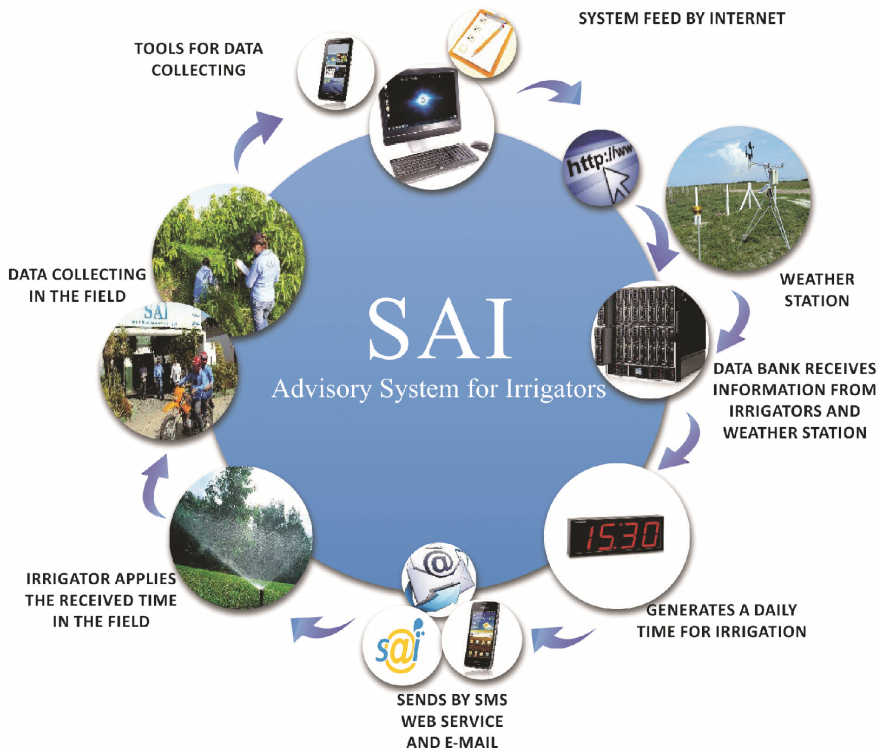 SYSTEM FEED BY INTERNET
TOOLS FOR DATA
COLLECTING
http://ww
WEATHER
STATION
DATA COLLECTING
IN THE FIELD
SAI
SAI
Advisory System for Irrigators
DATA BANK RECEIVES
INFORMATION FROM
IRRIGATORS AND
WEATHER STATION
15:30
IRRIGATOR APPLIES
THE RECEIVED TIME
IN THE FIELD
GENERATES A DAILY
TIME FOR IRRIGATION
@
s@i
SENDS BY SMS
WEB SERVICE
AND E-MAIL